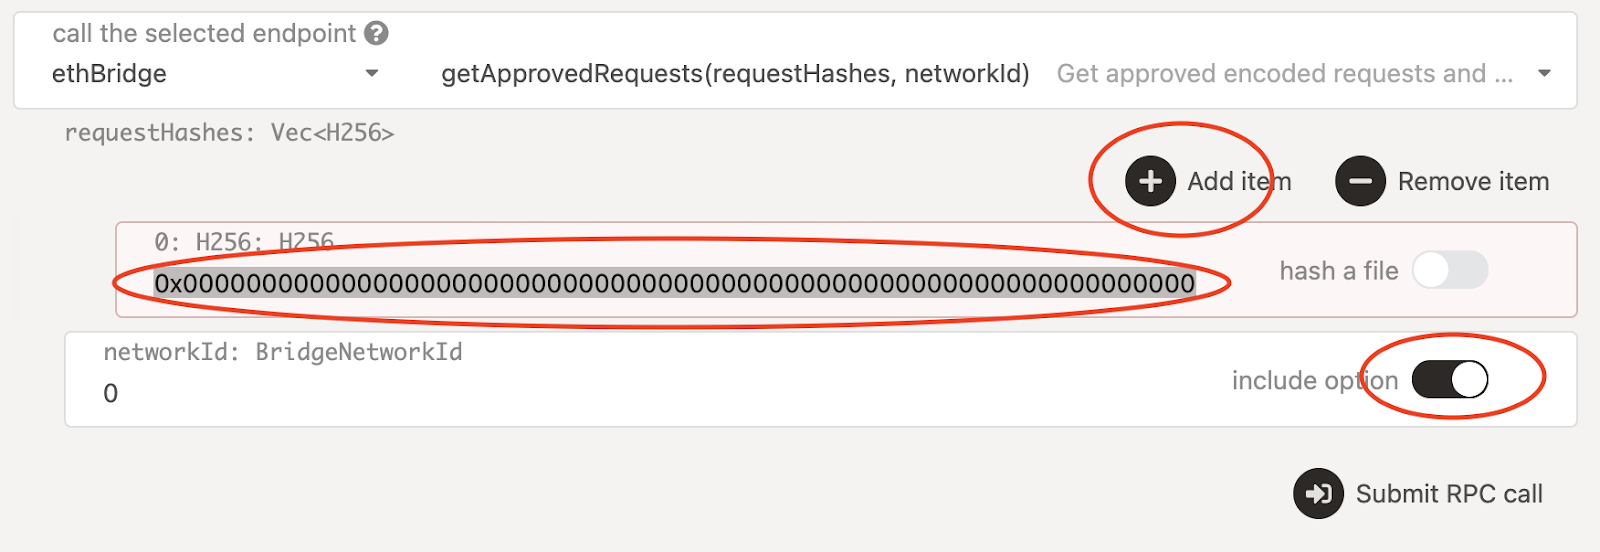 call the selected endpoint ?
ethBridge getApprovedRequests(requestHashes, networkId) Get approved encoded requests and ...
requestHashes: Vec<H256>
Add item Remove item
0: H256: H256
0x0000000000000000000000000000000000000000000000000000000000000000
hash a file
networkId: BridgeNetworkId
0
include option
Submit RPC call